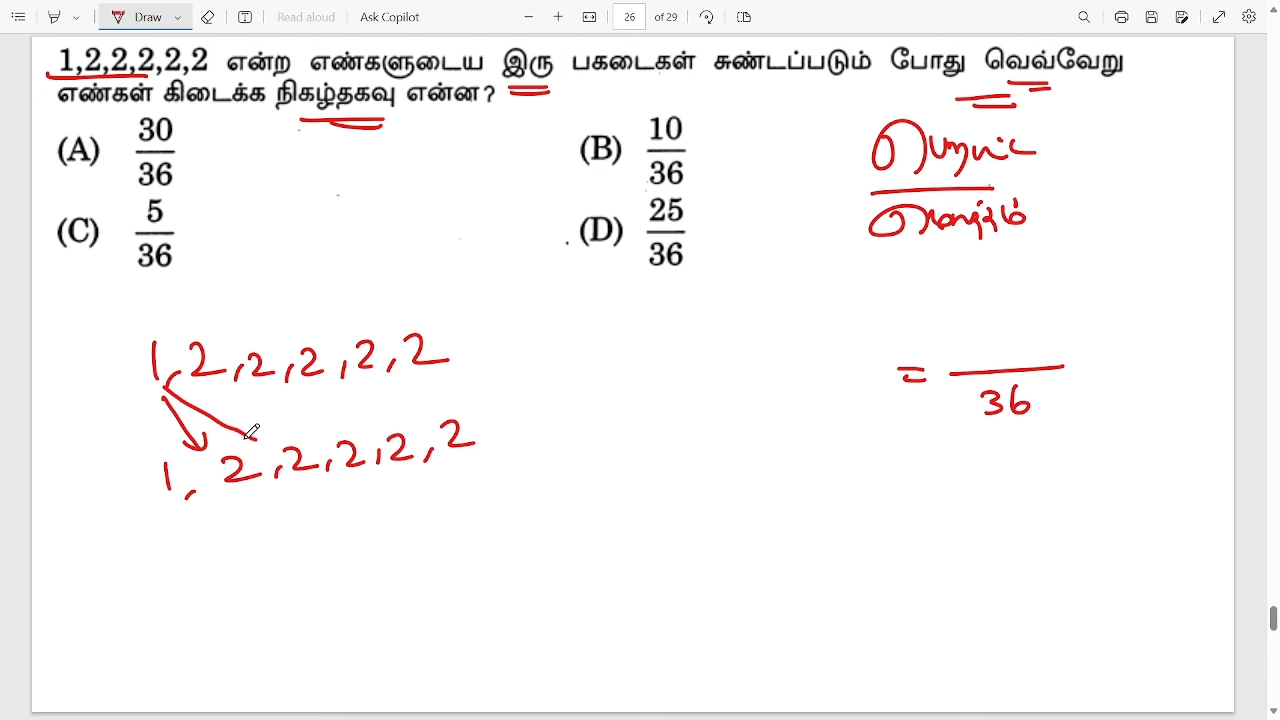 Draw Read aloud Ask Copilot 26 of 29
1,2,2,2,2,2 என்ற எண்களுடைய இரு பகடைகள் சுண்டப்படும் போது வெவ்வேறு
எண்கள் கிடைக்க நிகழ்தகவு என்ன?
(A) 30/36 (B) 10/36
(C) 5/36 (D) 25/36
மொத்தம்
1,2,2,2,2,2
= 36
1,2,2,2,2,2